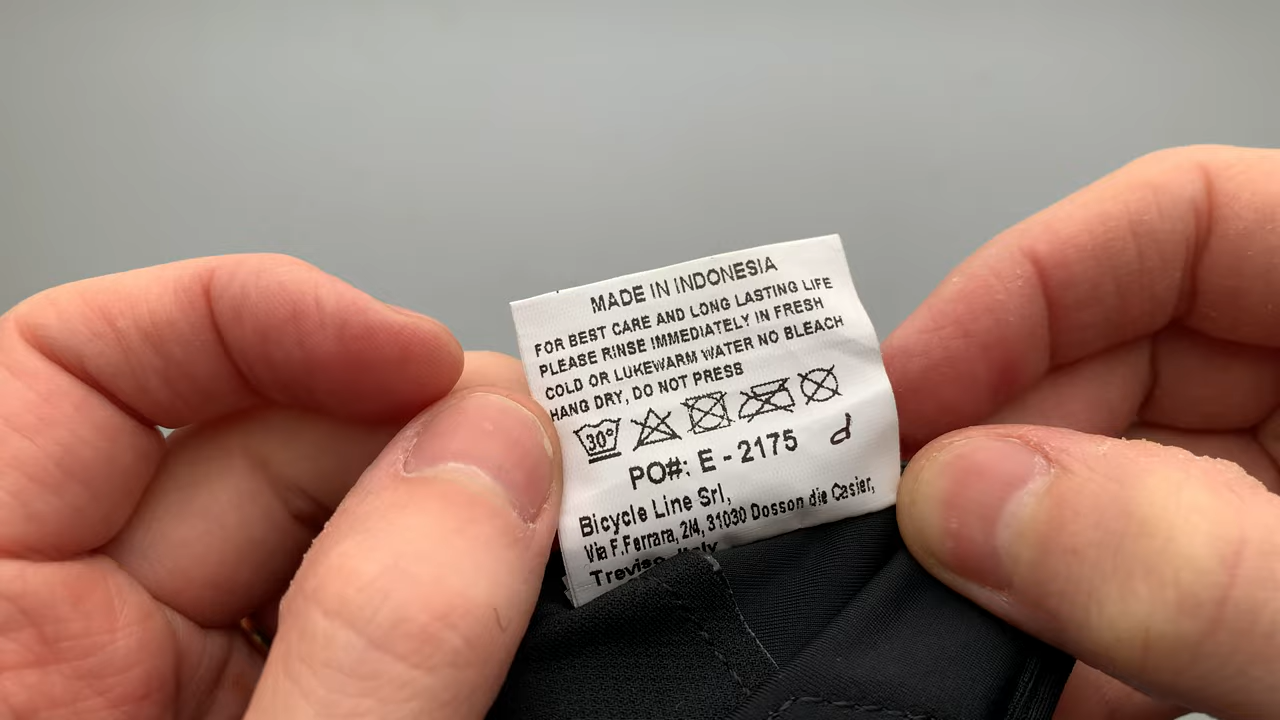 MADE IN INDONESIA
FOR BEST CARE AND LONG LASTING LIFE
PLEASE RINSE IMMEDIATELY IN FRESH
COLD OR LUKEWARM WATER NO BLEACH
HANG DRY, DO NOT PRESS
30°
PO#: E - 2175 d
Bicycle Line Srl,
Via F.Ferrara, 2/4, 31030 Dosson die Casier,
Treviso Italy